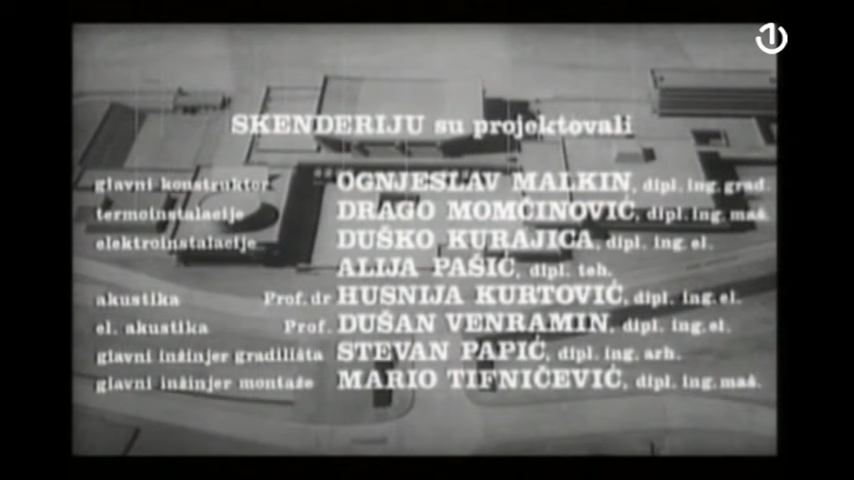 SKENDERIJU su projektovali
glavni konstruktor OGNJESLAV MALKIN, dipl. ing. grad.
termoinstalacije DRAGO MOMČINOVIĆ, dipl. ing. maš.
elektroinstalacije DUŠKO KURAJICA, dipl. ing. el.
ALIJA PAŠIĆ, dipl. teh.
akustika Prof. dr HUSNIJA KURTOVIĆ, dipl. ing. el.
el. akustika Prof. DUŠAN VENRAMIN, dipl. ing. el.
glavni inžinjer gradilišta STEVAN PAPIĆ, dipl. ing. arh.
glavni inžinjer montaže MARIO TIFNIČEVIĆ, dipl. ing. maš.